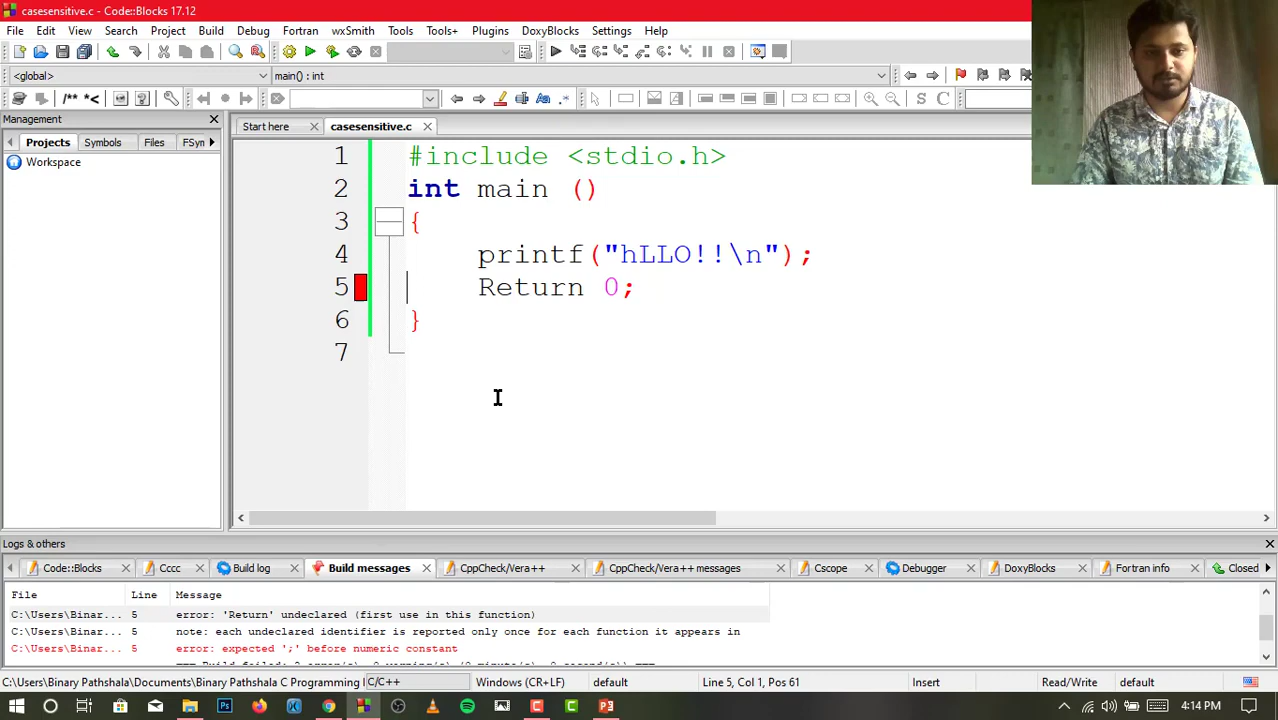 casesensitive.c - Code::Blocks 17.12
File Edit View Search Project Build Debug Fortran wxSmith Tools Tools+ Plugins DoxyBlocks Settings Help
<global> main() : int
/** *< S C
Management
Projects Symbols Files FSyn
Workspace
Start here casesensitive.c
1 #include <stdio.h>
2 int main ()
3 {
4 printf("hLLO!!\n");
5 Return 0;
6 }
7
Logs & others
Code::Blocks Cccc Build log Build messages CppCheck/Vera++ CppCheck/Vera++ messages Cscope Debugger DoxyBlocks Fortran info Closed
File Line Message
C:\Users\Binar... 5 error: 'Return' undeclared (first use in this function)
C:\Users\Binar... 5 note: each undeclared identifier is reported only once for each function it appears in
C:\Users\Binar... 5 error: expected ';' before numeric constant
C:\Users\Binary Pathshala\Documents\Binary Pathshala C Programming C/C++ Windows (CR+LF) default Line 5, Col 1, Pos 61 Insert Read/Write default
4:14 PM